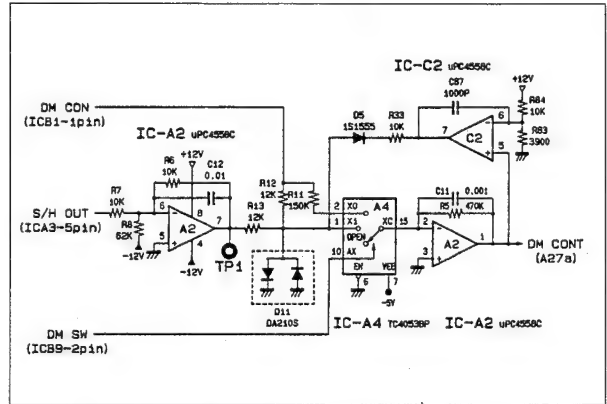 IC-C2 uPC4558C
C87
1000P
+12V
R84
10K
R83
3900
DM CON
(ICB1-1pin)
D5
1S1555
R33
10K
7
C2
6
5
IC-A2 uPC4558C
+12V
R6
10K
C12
0.01
R12
12K
R11
150K
S/H OUT
(ICA3-5pin)
R7
10K
R8
62K
-12V
6
5
A2
8
4
7
-12V
TP1
R13
12K
2
1
10
X0
X1
OPEN
AX
A4
XC
15
EN
VEE
6
7
-5V
C11
0.001
R5
470K
2
3
A2
1
DM CONT
(A27a)
D11
DA210S
DM SW
(ICB9-2pin)
IC-A4 TC4053BP
IC-A2 uPC4558C